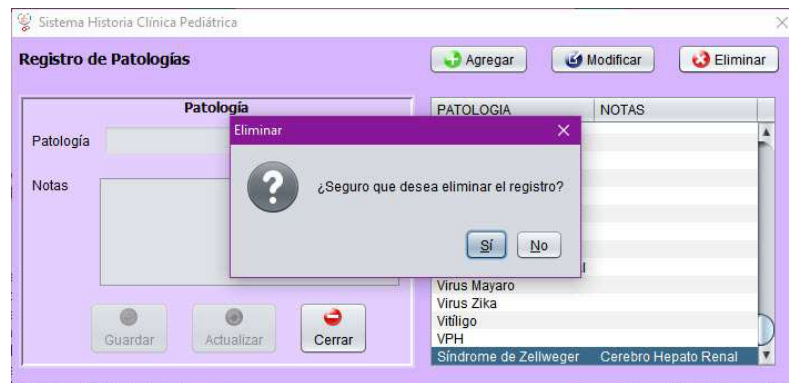 Sistema Historia Clínica Pediátrica
Registro de Patologías
Agregar
Modificar
Eliminar
Patología
Patología
Notas
Guardar
Actualizar
Cerrar
PATOLOGIA NOTAS
Eliminar
¿Seguro que desea eliminar el registro?
Sí
No
Virus Mayaro
Virus Zika
Vitíligo
VPH
Síndrome de Zellweger Cerebro Hepato Renal